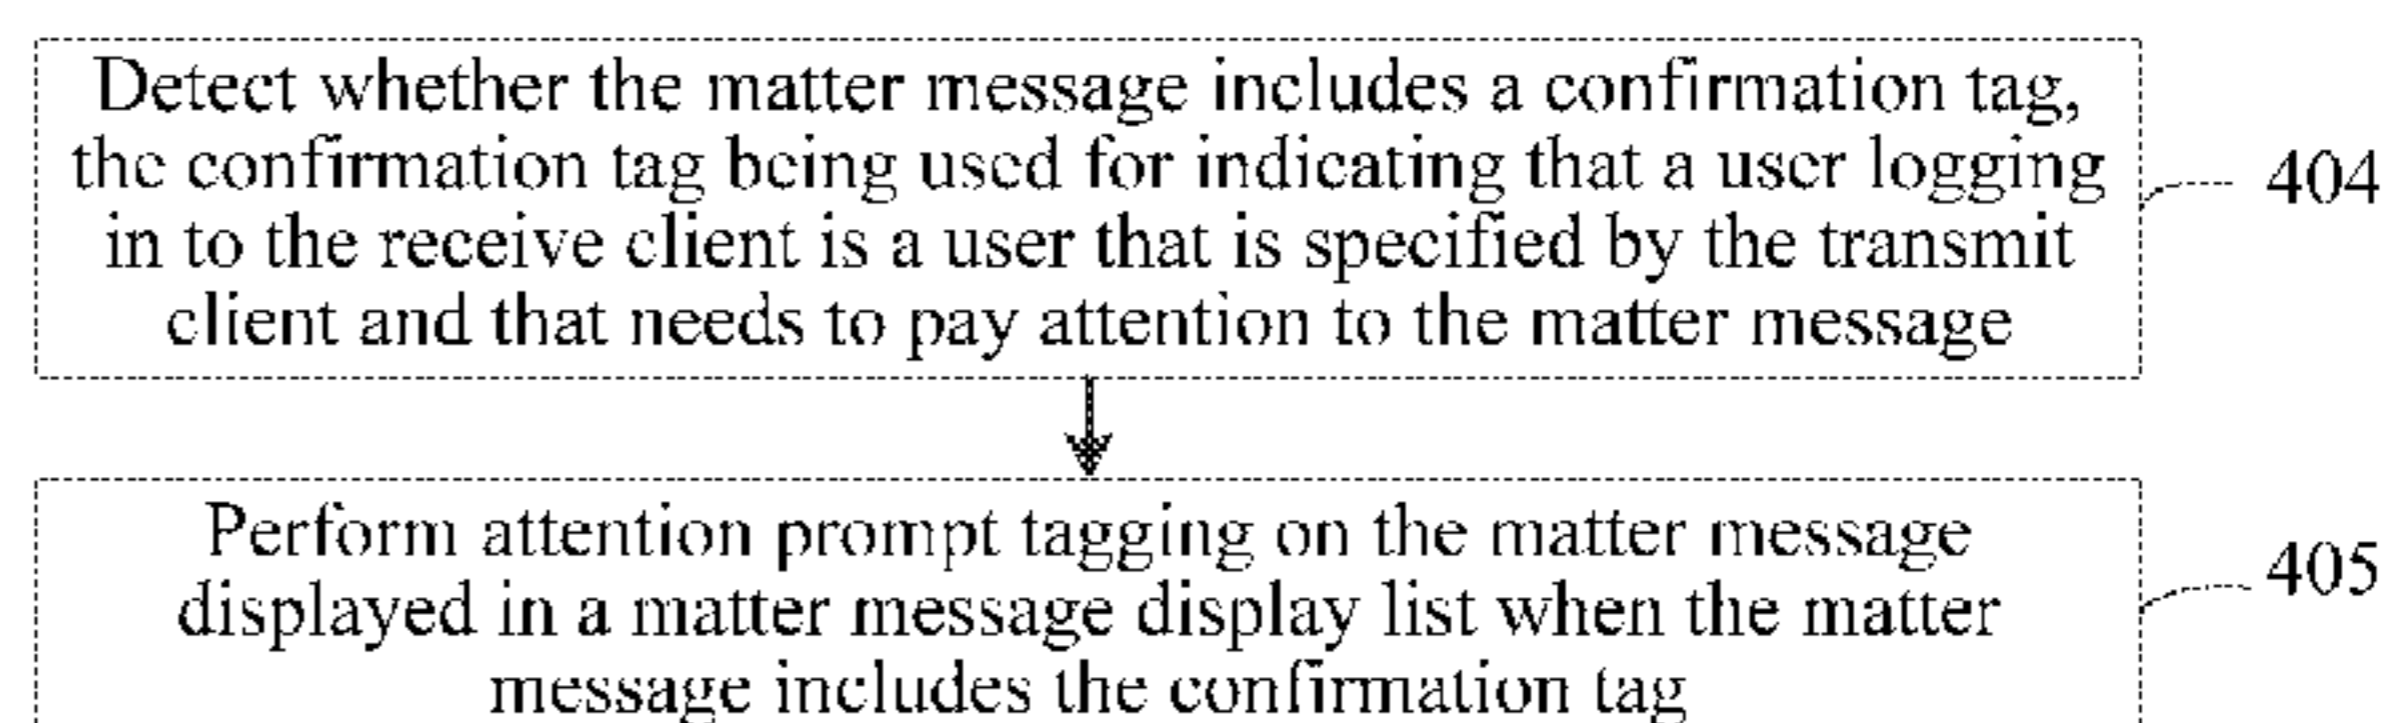 Detect whether the matter message includes a confirmation tag,
the confirmation tag being used for indicating that a user logging
in to the receive client is a user that is specified by the transmit
client and that needs to pay attention to the matter message
404
Perform attention prompt tagging on the matter message
displayed in a matter message display list when the matter
message includes the confirmation tag
405